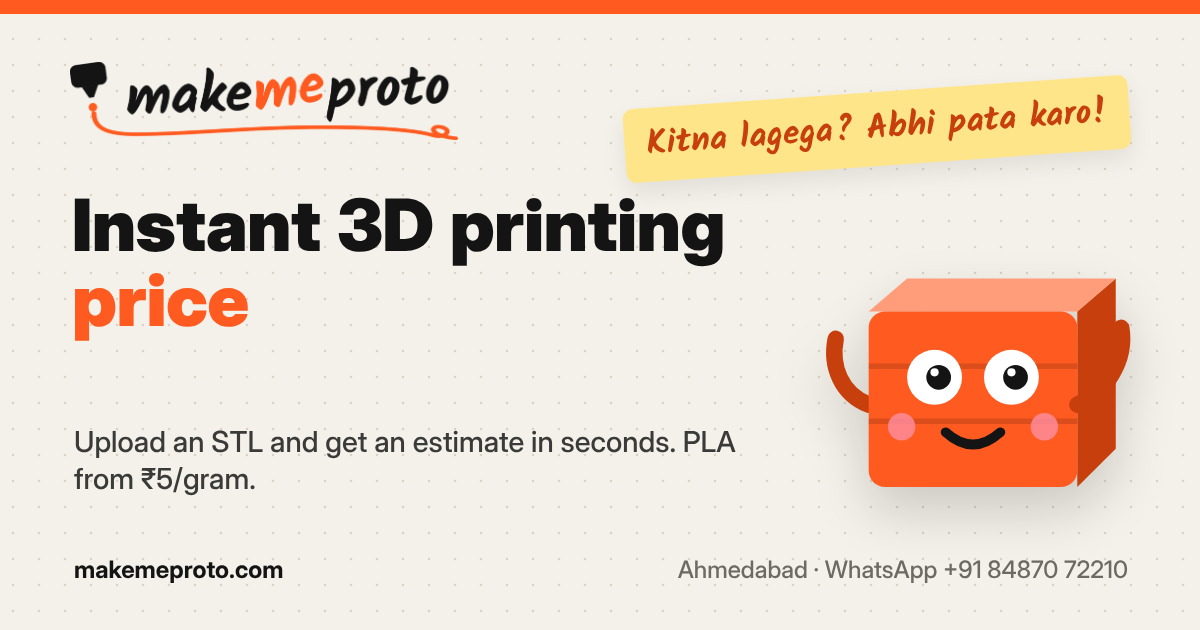 makemeproto
Kitna lagega? Abhi pata karo!
Instant 3D printing
price
Upload an STL and get an estimate in seconds. PLA
from ₹5/gram.
makemeproto.com
Ahmedabad · WhatsApp +91 84870 72210